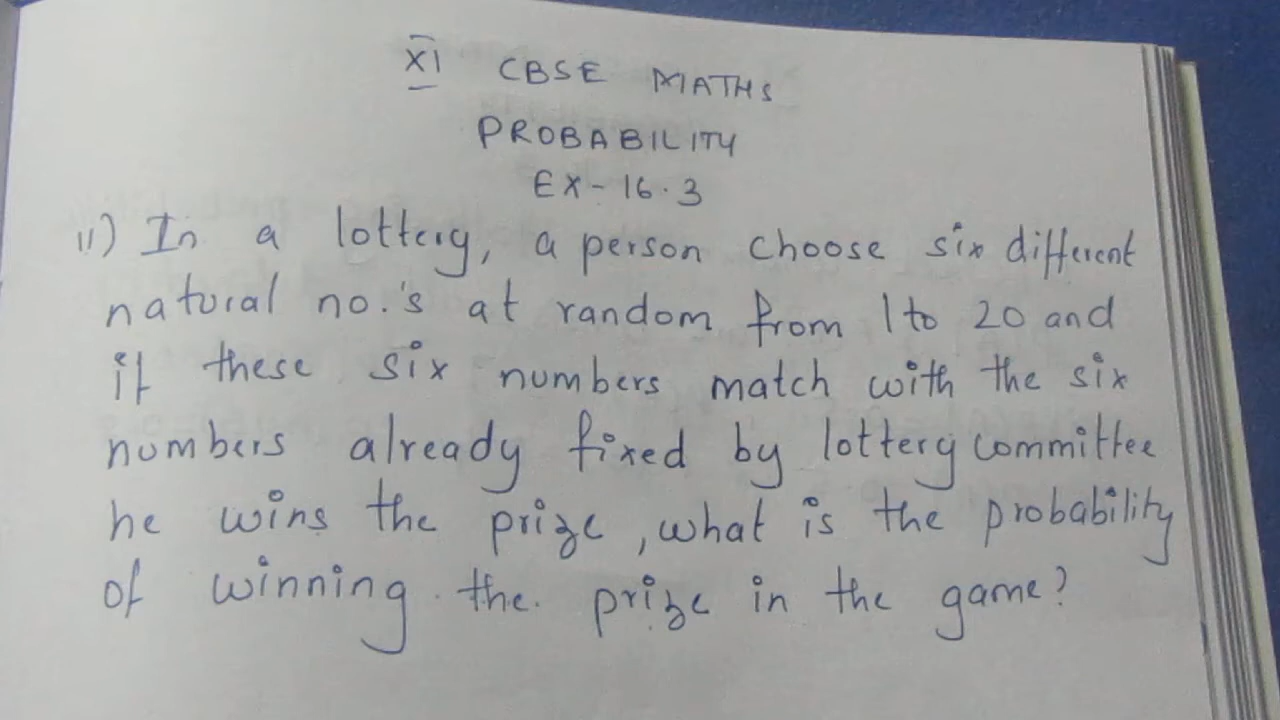 XI CBSE MATHS
PROBABILITY
EX - 16.3
11) In a lottery, a person choose six different
natural no.'s at random from 1 to 20 and
if these six numbers match with the six
numbers already fixed by lottery committee
he wins the prize, what is the probability
of winning the prize in the game?